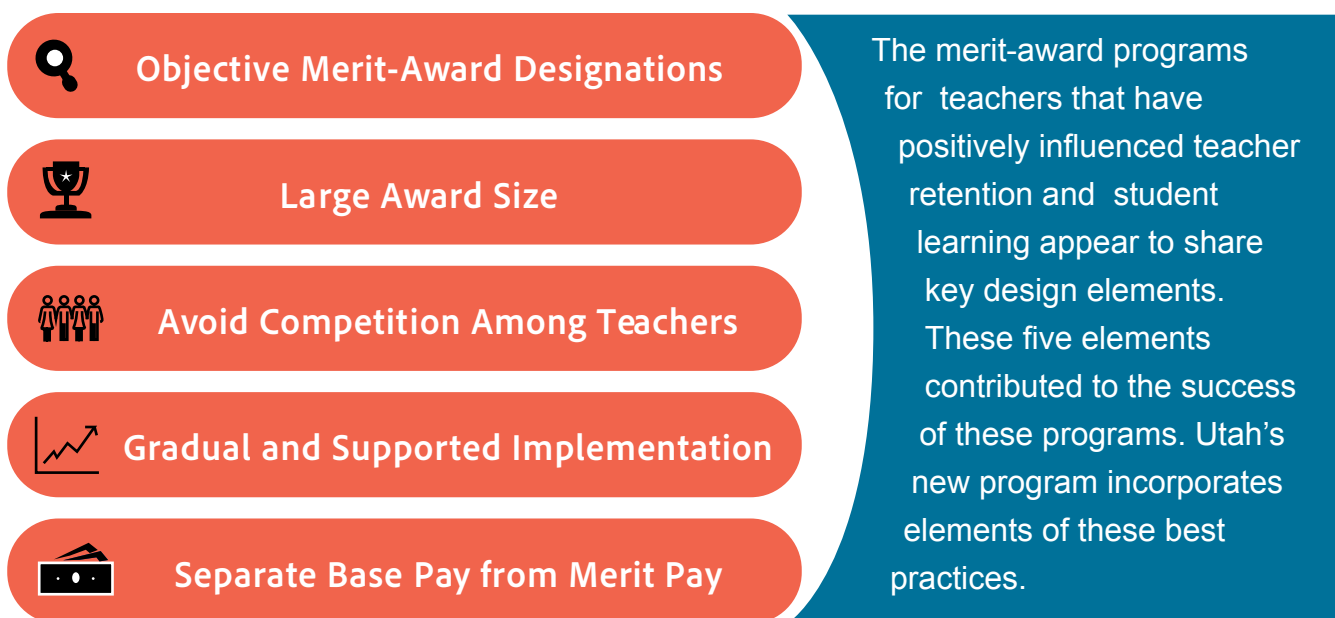 Objective Merit-Award Designations
Large Award Size
Avoid Competition Among Teachers
Gradual and Supported Implementation
Separate Base Pay from Merit Pay
The merit-award programs
for teachers that have
positively influenced teacher
retention and student
learning appear to share
key design elements.
These five elements
contributed to the success
of these programs. Utah’s
new program incorporates
elements of these best
practices.